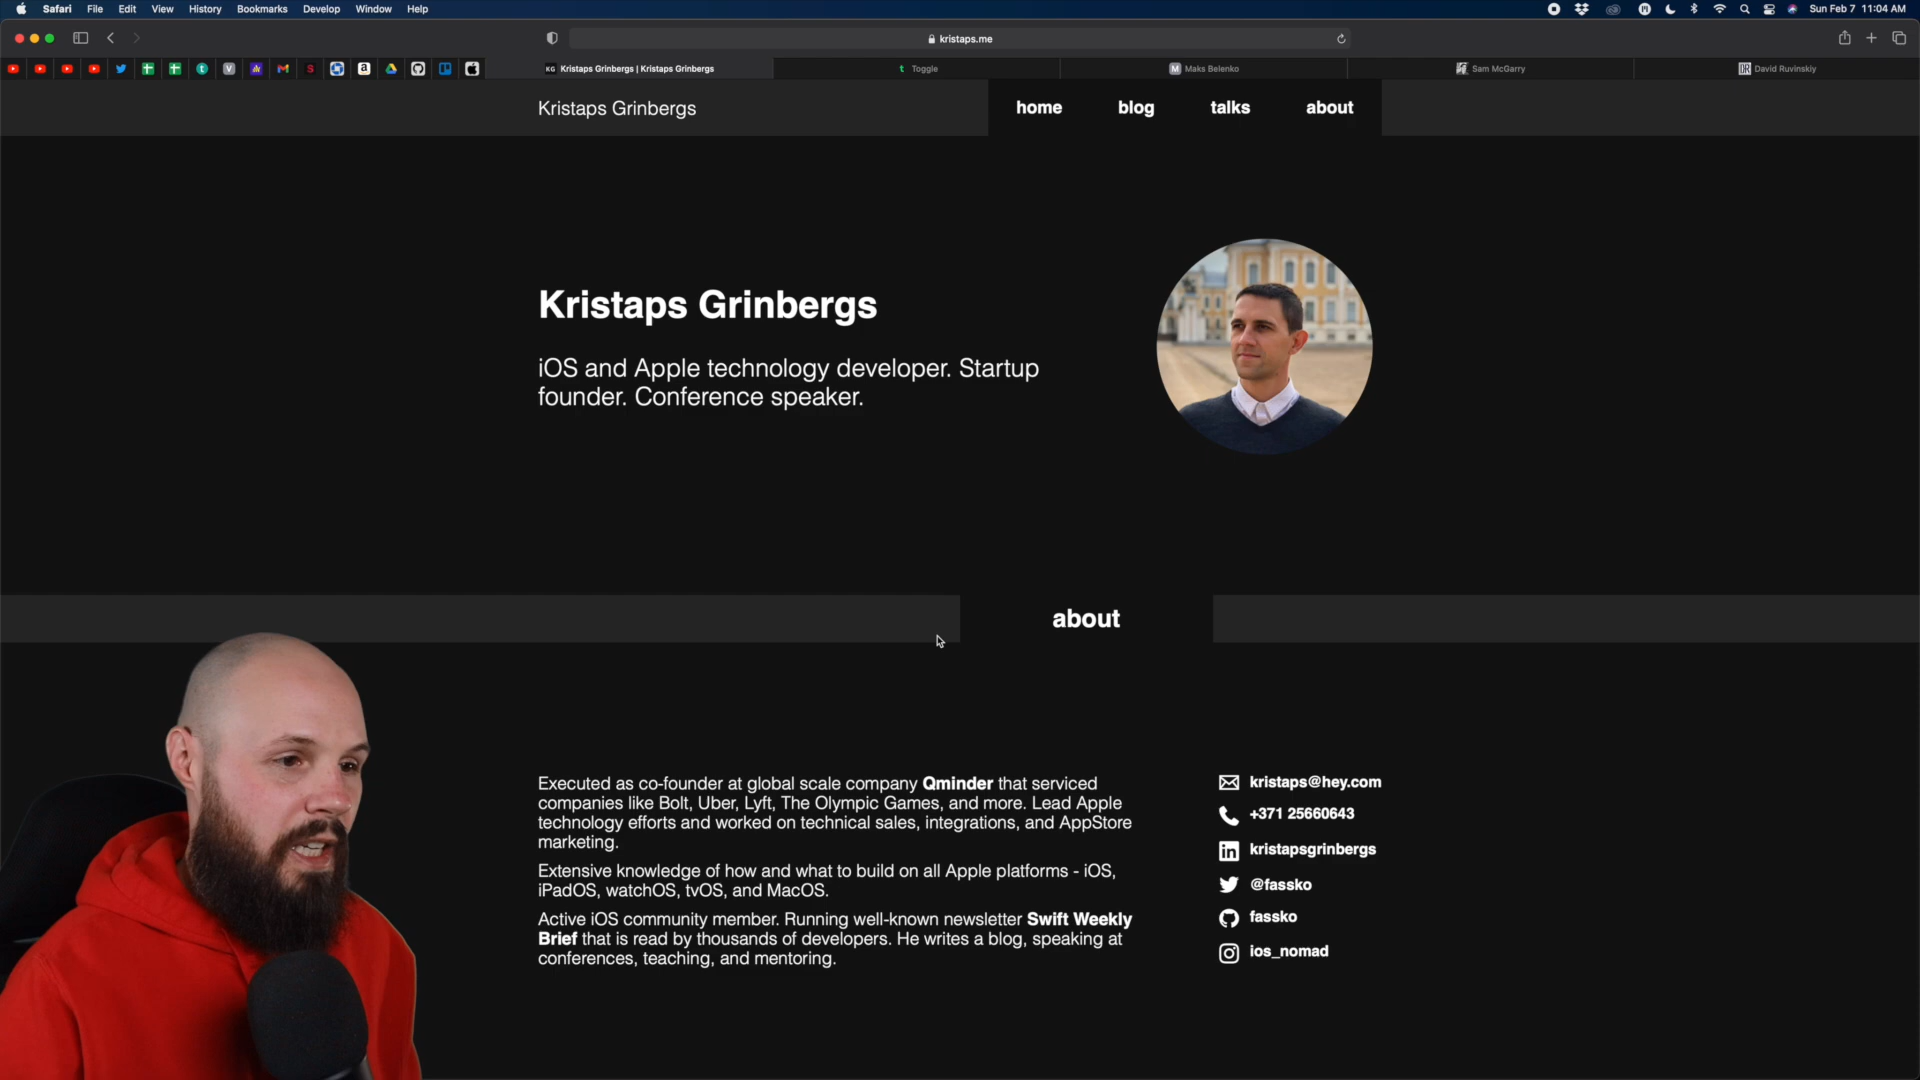 Safari File Edit View History Bookmarks Develop Window Help
Sun Feb 7 11:04 AM
kristaps.me
KG Kristaps Grinbergs | Kristaps Grinbergs
t Toggle
M Maks Belenko
Sam McGarry
DR David Ruvinskiy
Kristaps Grinbergs
home blog talks about
Kristaps Grinbergs
iOS and Apple technology developer. Startup
founder. Conference speaker.
about
Executed as co-founder at global scale company Qminder that serviced
companies like Bolt, Uber, Lyft, The Olympic Games, and more. Lead Apple
technology efforts and worked on technical sales, integrations, and AppStore
marketing.
Extensive knowledge of how and what to build on all Apple platforms - iOS,
iPadOS, watchOS, tvOS, and MacOS.
Active iOS community member. Running well-known newsletter Swift Weekly
Brief that is read by thousands of developers. He writes a blog, speaking at
conferences, teaching, and mentoring.
kristaps@hey.com
+371 25660643
kristapsgrinbergs
@fassko
fassko
ios_nomad